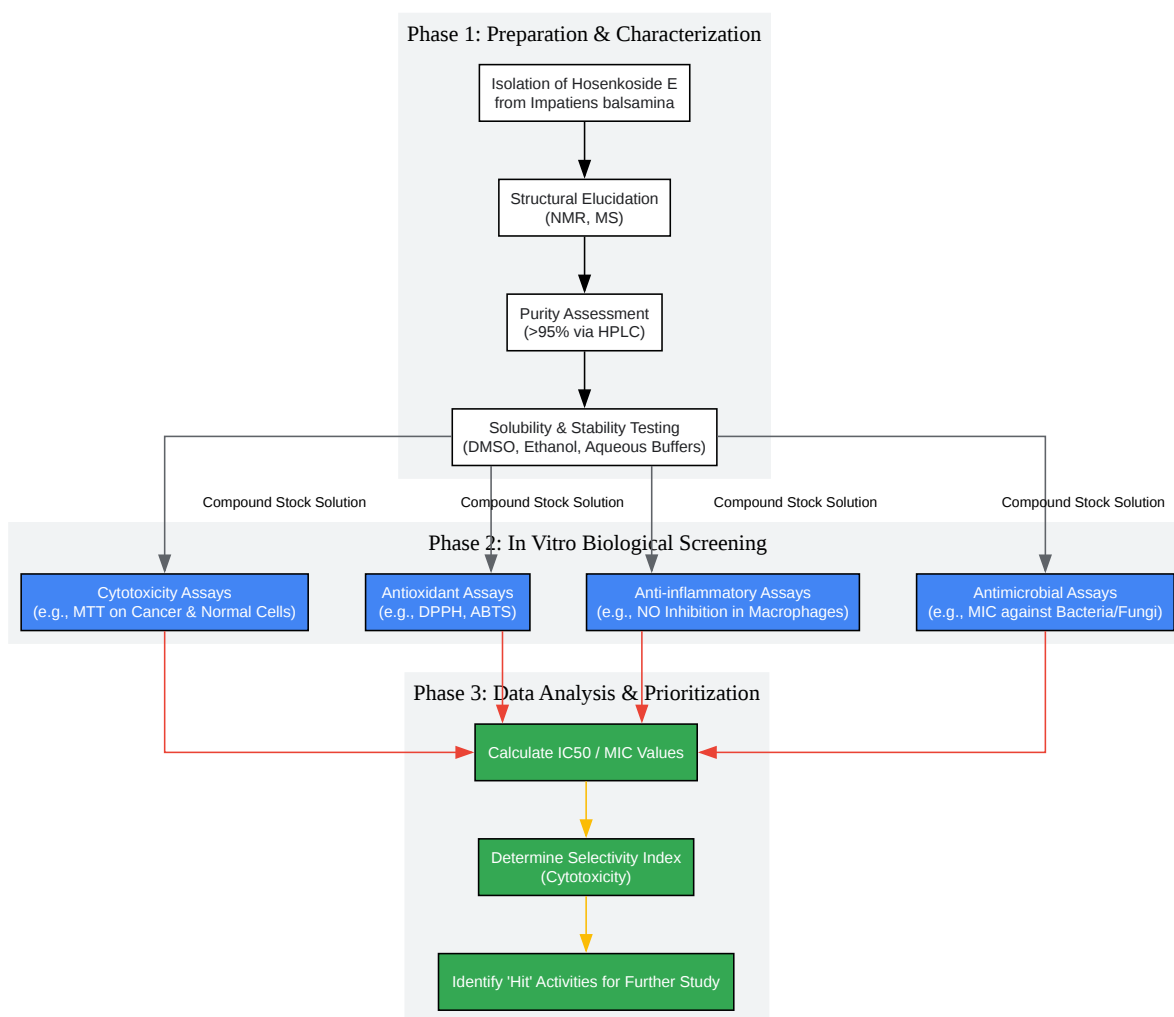 Phase 1: Preparation & Characterization
Isolation of Hosenkoside E
from Impatiens balsamina
Structural Elucidation
(NMR, MS)
Purity Assessment
(>95% via HPLC)
Solubility & Stability Testing
(DMSO, Ethanol, Aqueous Buffers)
Compound Stock Solution
Compound Stock Solution
Compound Stock Solution
Compound Stock Solution
Phase 2: In Vitro Biological Screening
Cytotoxicity Assays
(e.g., MTT on Cancer & Normal Cells)
Antioxidant Assays
(e.g., DPPH, ABTS)
Anti-inflammatory Assays
(e.g., NO Inhibition in Macrophages)
Antimicrobial Assays
(e.g., MIC against Bacteria/Fungi)
Phase 3: Data Analysis & Prioritization
Calculate IC50 / MIC Values
Determine Selectivity Index
(Cytotoxicity)
Identify 'Hit' Activities for Further Study